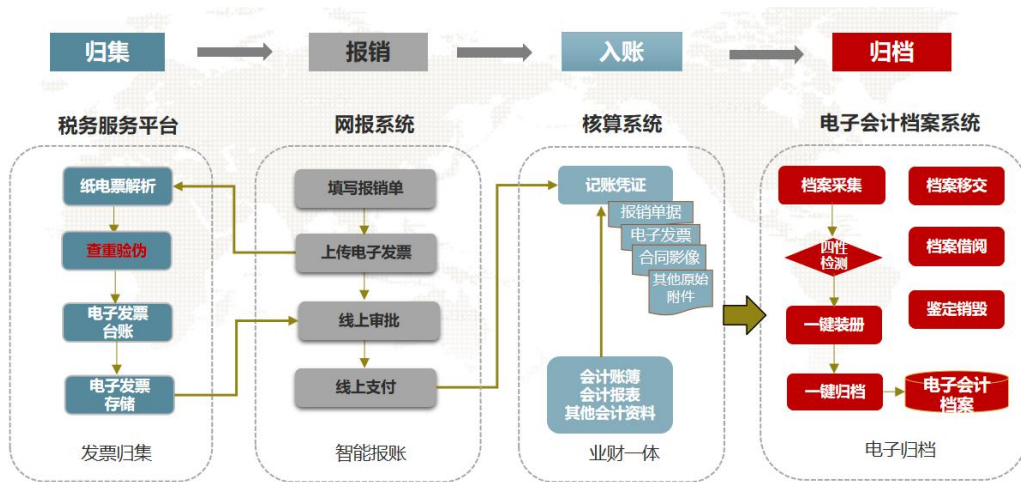 归集
报销
入账
归档
税务服务平台
网报系统
核算系统
电子会计档案系统
纸电票解析
查重验伪
电子发票
台账
电子发票
存储
发票归集
填写报销单
上传电子发票
线上审批
线上支付
智能报账
记账凭证
报销单据
电子发票
合同影像
其他原始
附件
会计账簿
会计报表
其他会计资料
业财一体
档案采集
四性
检测
一键装册
一键归档
档案移交
档案借阅
鉴定销毁
电子会计
档案
电子归档